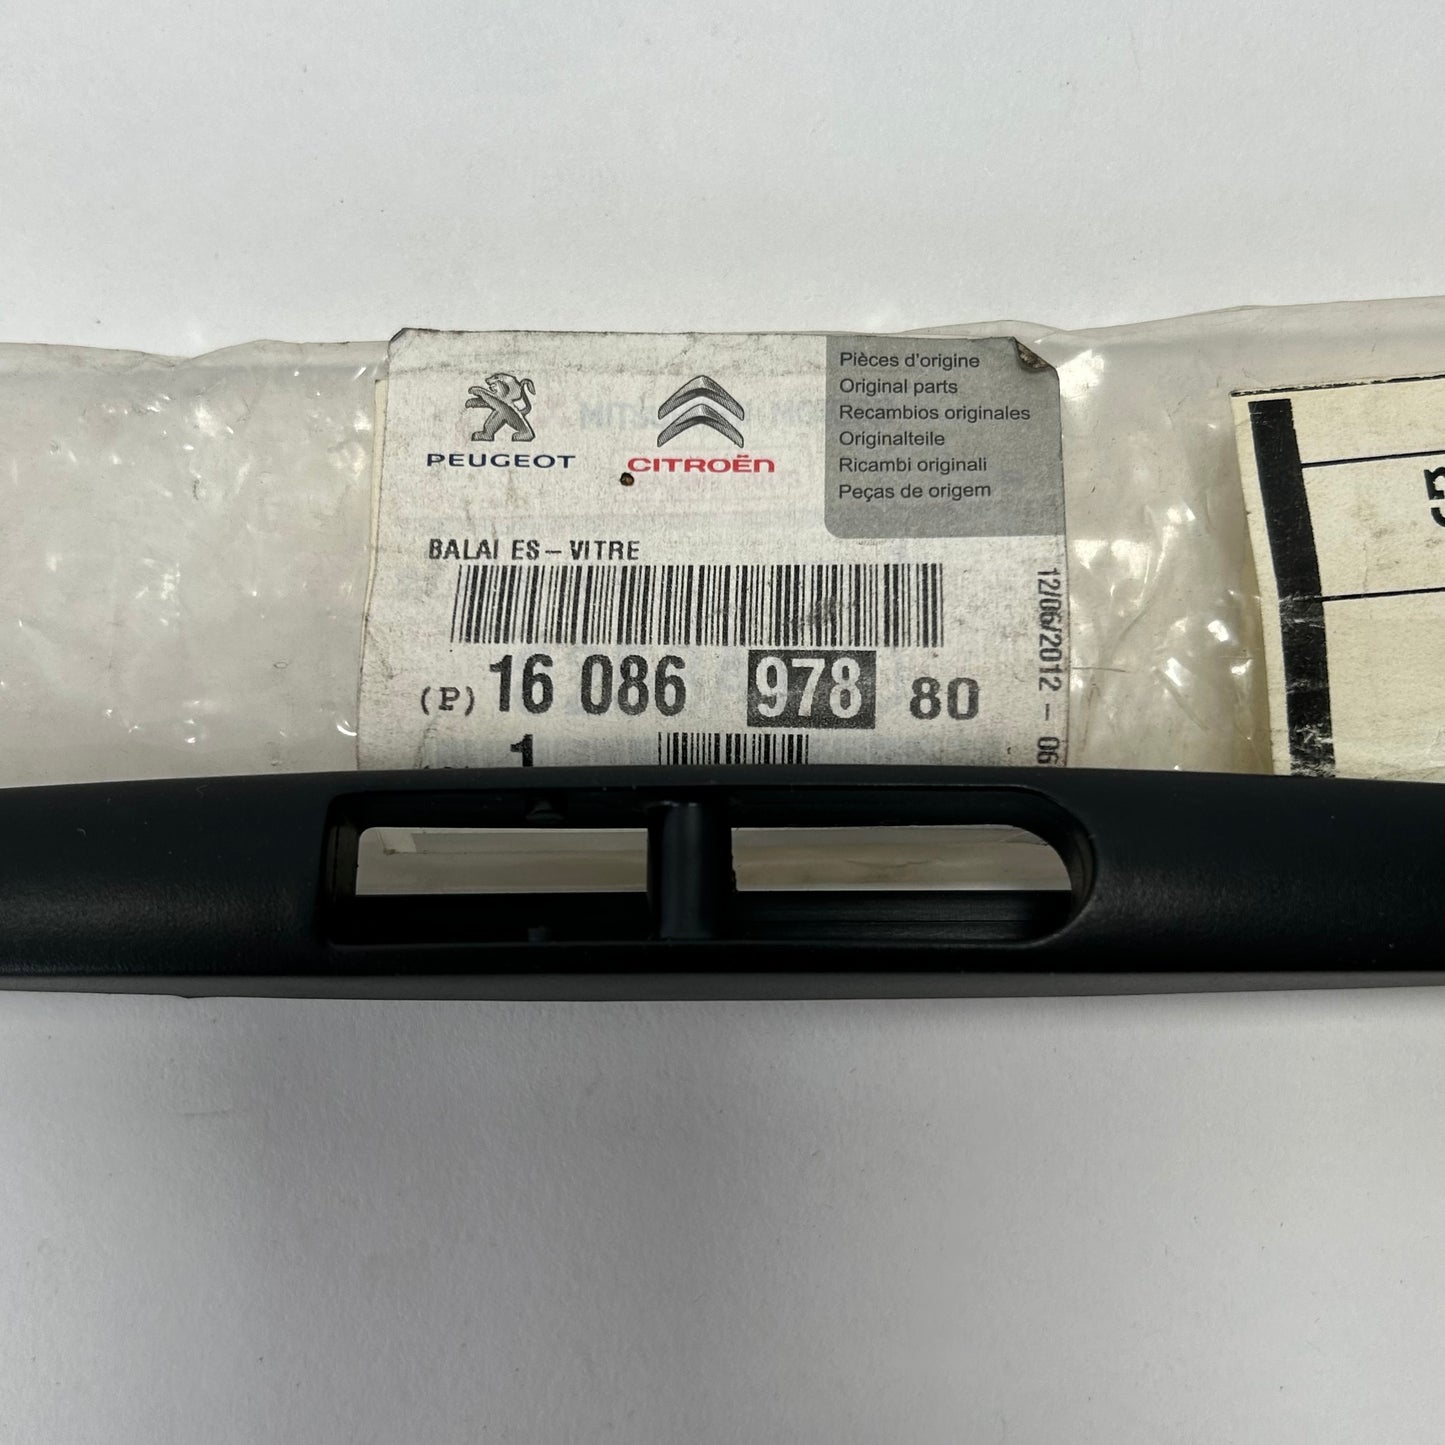 PEUGEOT
CITROËN
Pièces d'origine
Original parts
Recambios originales
Originalteile
Ricambi originali
Peças de origem
BALAI ES-VITRE
(P) 16 086 978 80
1
12/06/2012 - 06